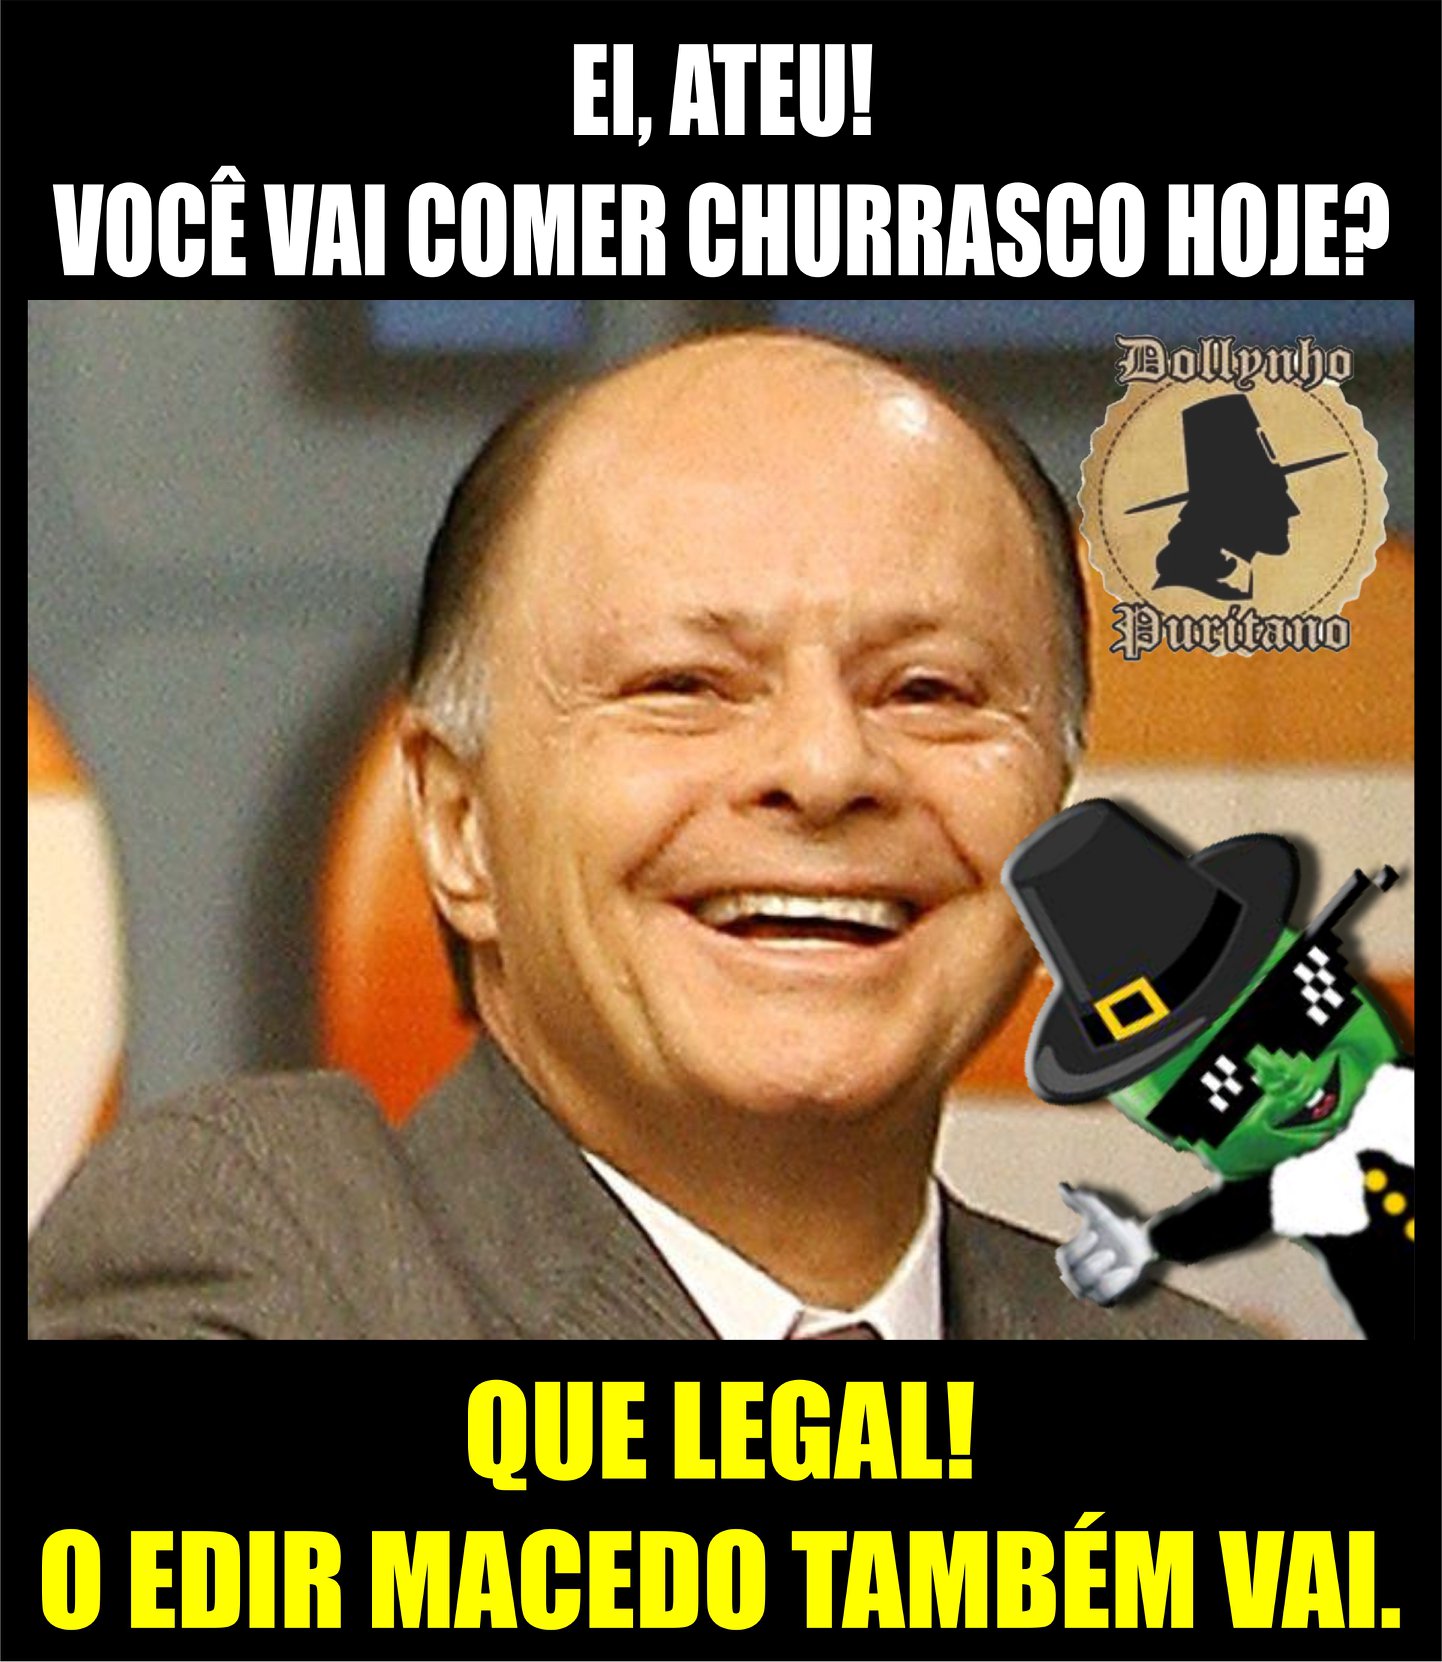 EI, ATEU!
VOCÊ VAI COMER CHURRASCO HOJE?
Dollynho
Puritano
QUE LEGAL!
O EDIR MACEDO TAMBÉM VAI.